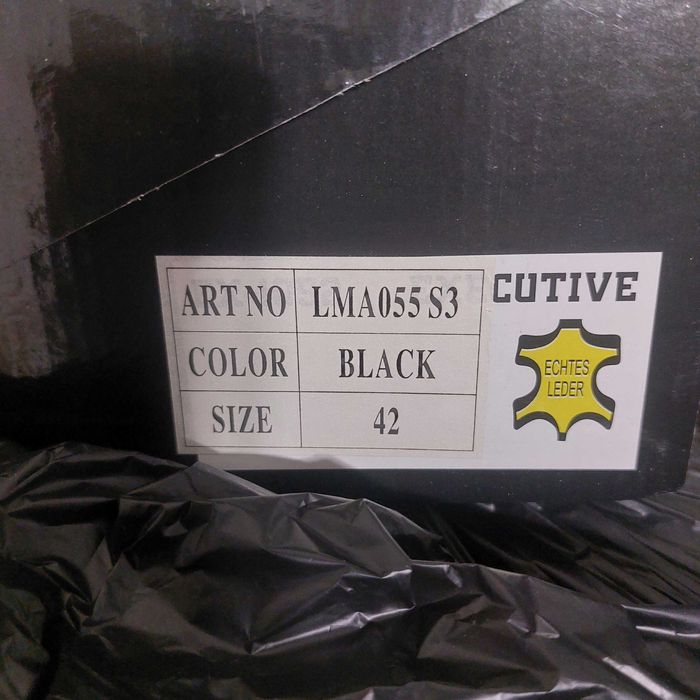 ART NO LMA055 S3
COLOR BLACK
SIZE 42
CUTIVE
ECHTES
LEDER